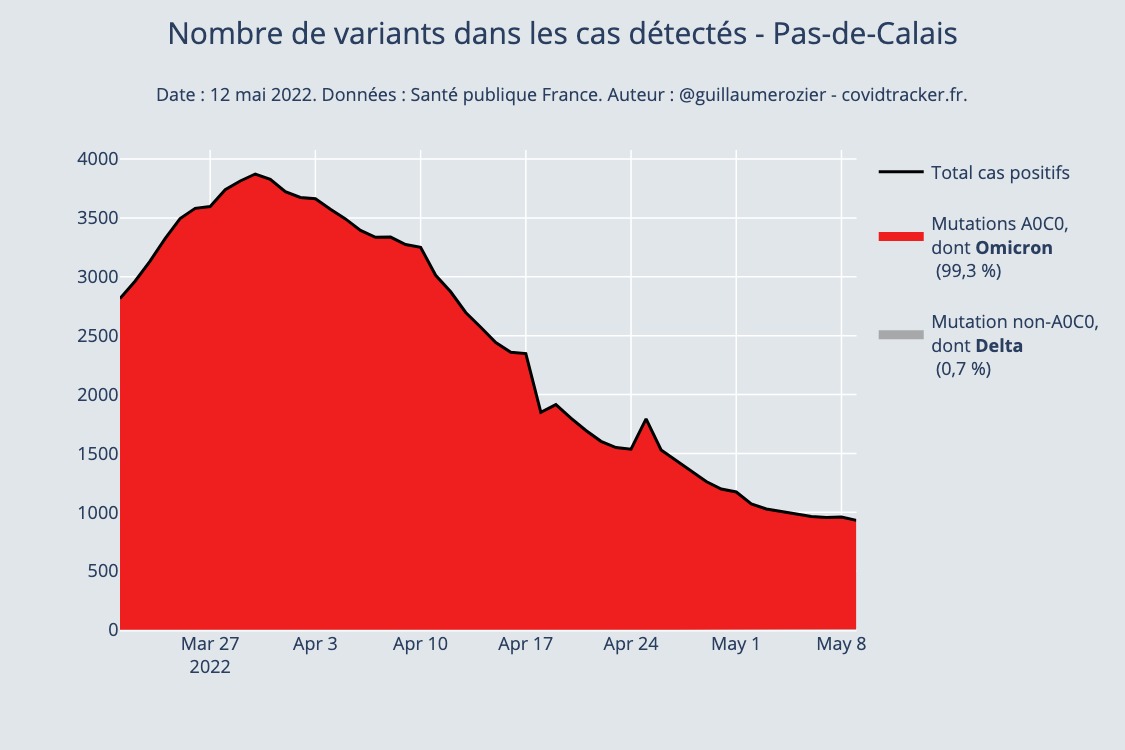 Nombre de variants dans les cas détectés - Pas-de-Calais
Date : 12 mai 2022. Données : Santé publique France. Auteur : @guillaumerozier - covidtracker.fr.
4000
3500
3000
2500
2000
1500
1000
500
0
Mar 27 Apr 3 Apr 10 Apr 17 Apr 24 May 1 May 8
2022
Total cas positifs
Mutations A0C0,
dont Omicron
(99,3 %)
Mutation non-A0C0,
dont Delta
(0,7 %)